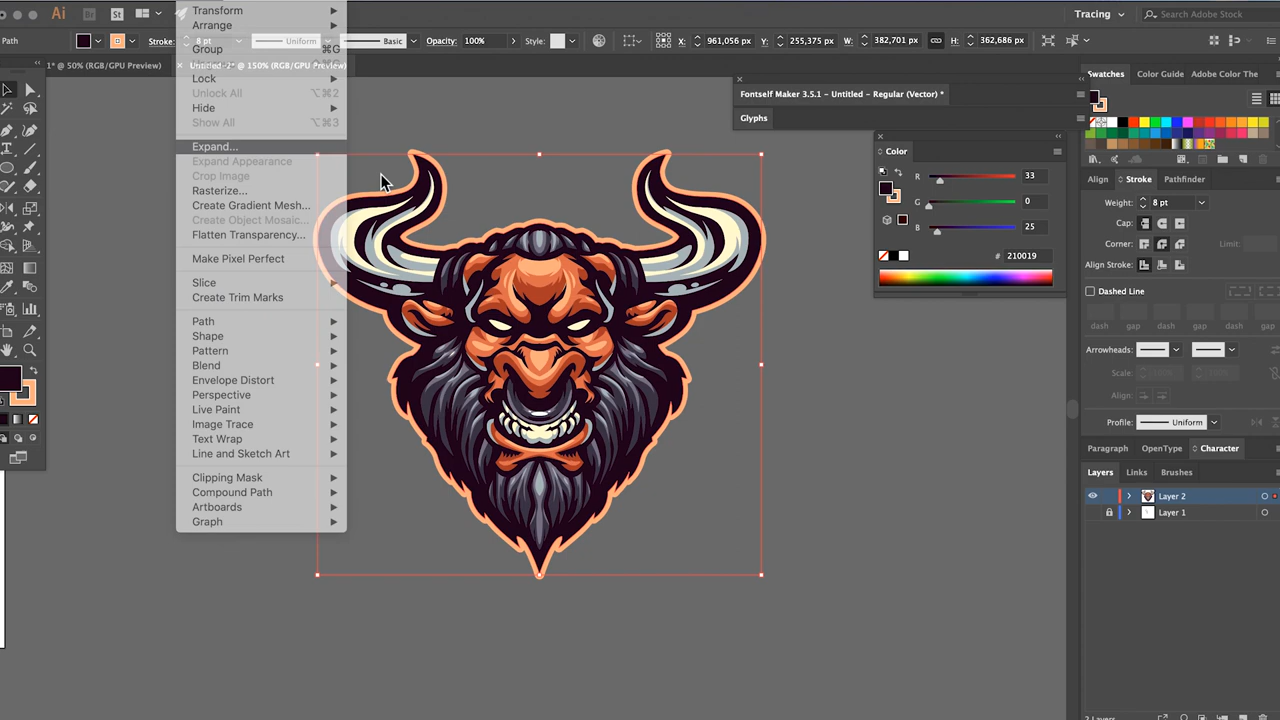 Ai
Br
St
Tracing
Search Adobe Stock
Path
Stroke:
8 pt
Uniform
Basic
Opacity:
100%
Style:
X:
961,056 px
Y:
255,375 px
W:
382,701 px
H:
362,686 px
1* @ 50% (RGB/GPU Preview)
Untitled-2* @ 150% (RGB/GPU Preview)
Transform
Arrange
Group
⌘G
Lock
Unlock All
⌥⌘2
Hide
Show All
⌥⌘3
Expand...
Expand Appearance
Crop Image
Rasterize...
Create Gradient Mesh...
Create Object Mosaic...
Flatten Transparency...
Make Pixel Perfect
Slice
Create Trim Marks
Path
Shape
Pattern
Blend
Envelope Distort
Perspective
Live Paint
Image Trace
Text Wrap
Line and Sketch Art
Clipping Mask
Compound Path
Artboards
Graph
Fontself Maker 3.5.1 – Untitled – Regular (Vector) *
Glyphs
Color
R
33
G
0
B
25
#
210019
Swatches
Color Guide
Adobe Color The
Align
Stroke
Pathfinder
Weight:
8 pt
Cap:
Corner:
Limit:
Align Stroke:
Dashed Line
dash
gap
dash
gap
dash
gap
Arrowheads:
Scale:
100%
100%
Align:
Profile:
Uniform
Paragraph
OpenType
Character
Layers
Links
Brushes
Layer 2
Layer 1
2 Layers